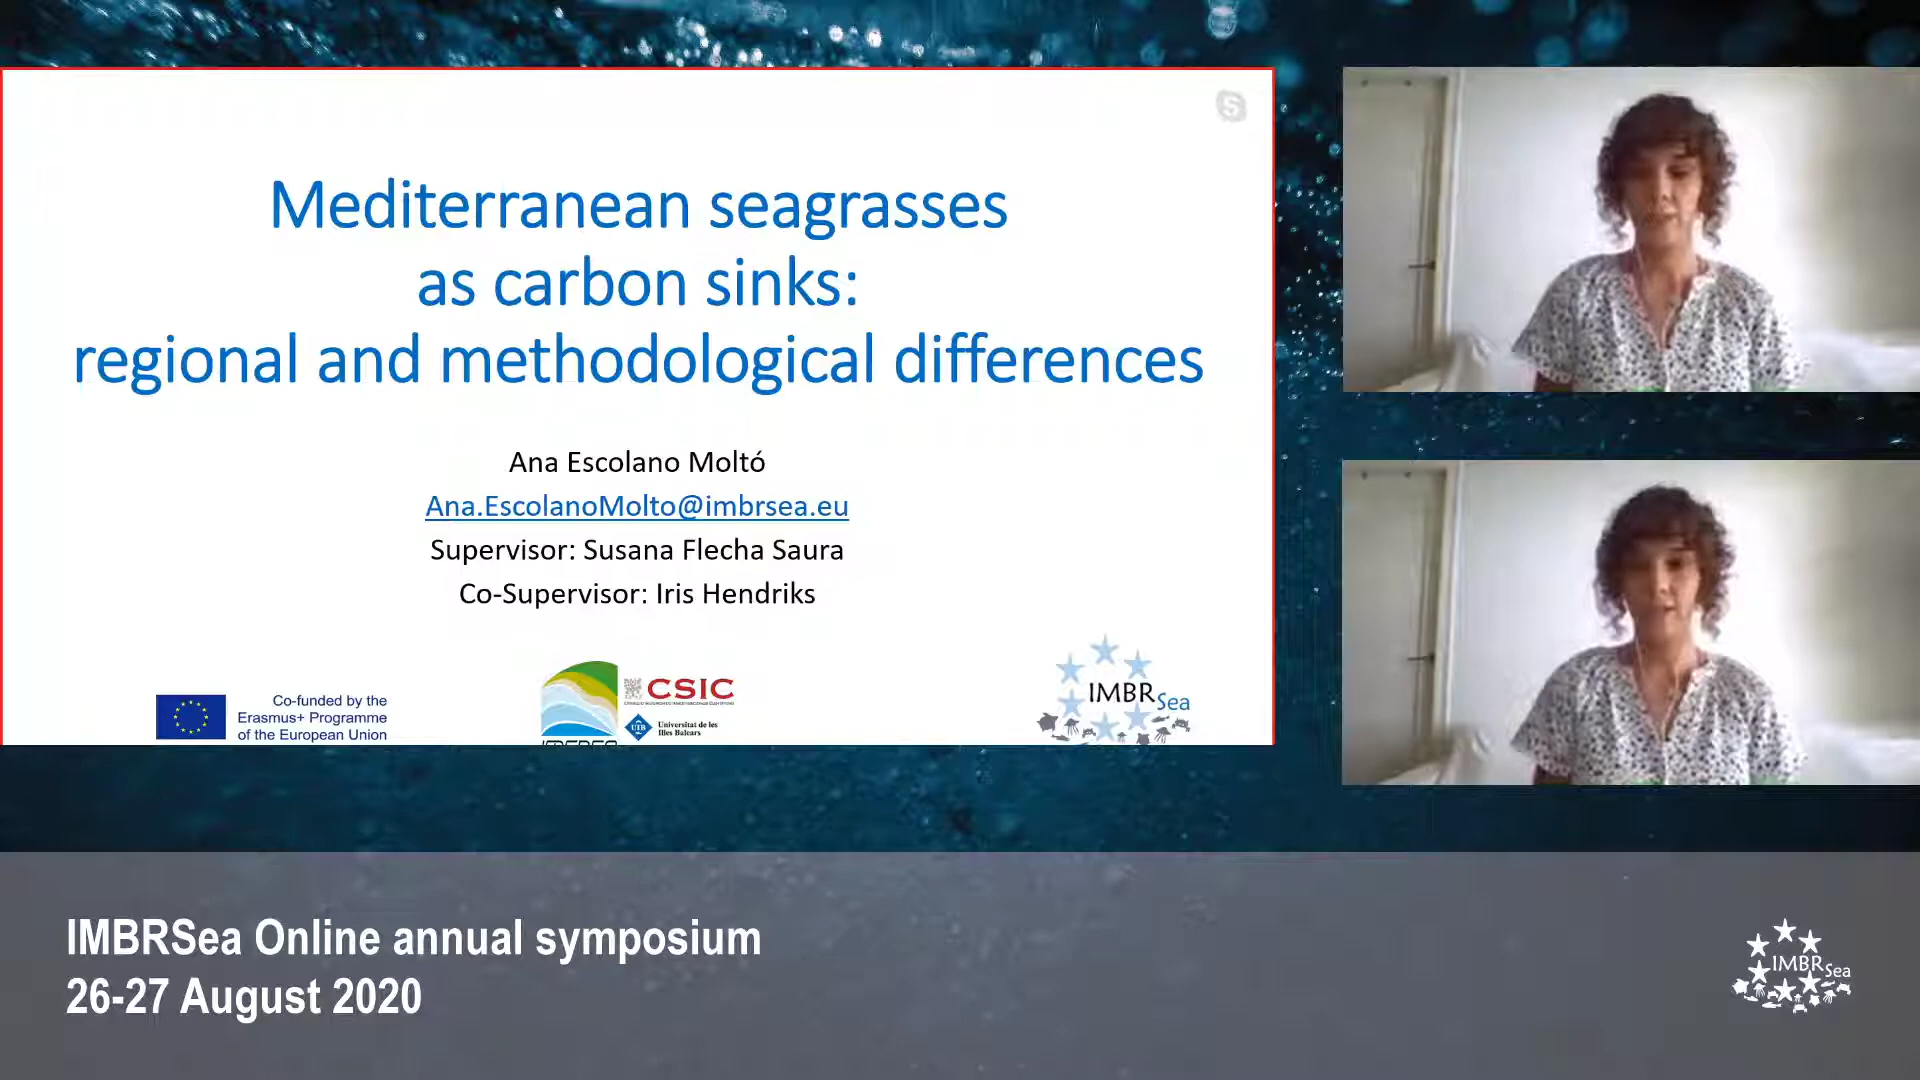 Mediterranean seagrasses
as carbon sinks:
regional and methodological differences
Ana Escolano Moltó
Ana.EscolanoMolto@imbrsea.eu
Supervisor: Susana Flecha Saura
Co-Supervisor: Iris Hendriks
Co-funded by the
Erasmus+ Programme
of the European Union
CSIC
UIB
Universitat de les
Illes Balears
IMBRSea
IMBRSea Online annual symposium
26-27 August 2020
IMBRSea